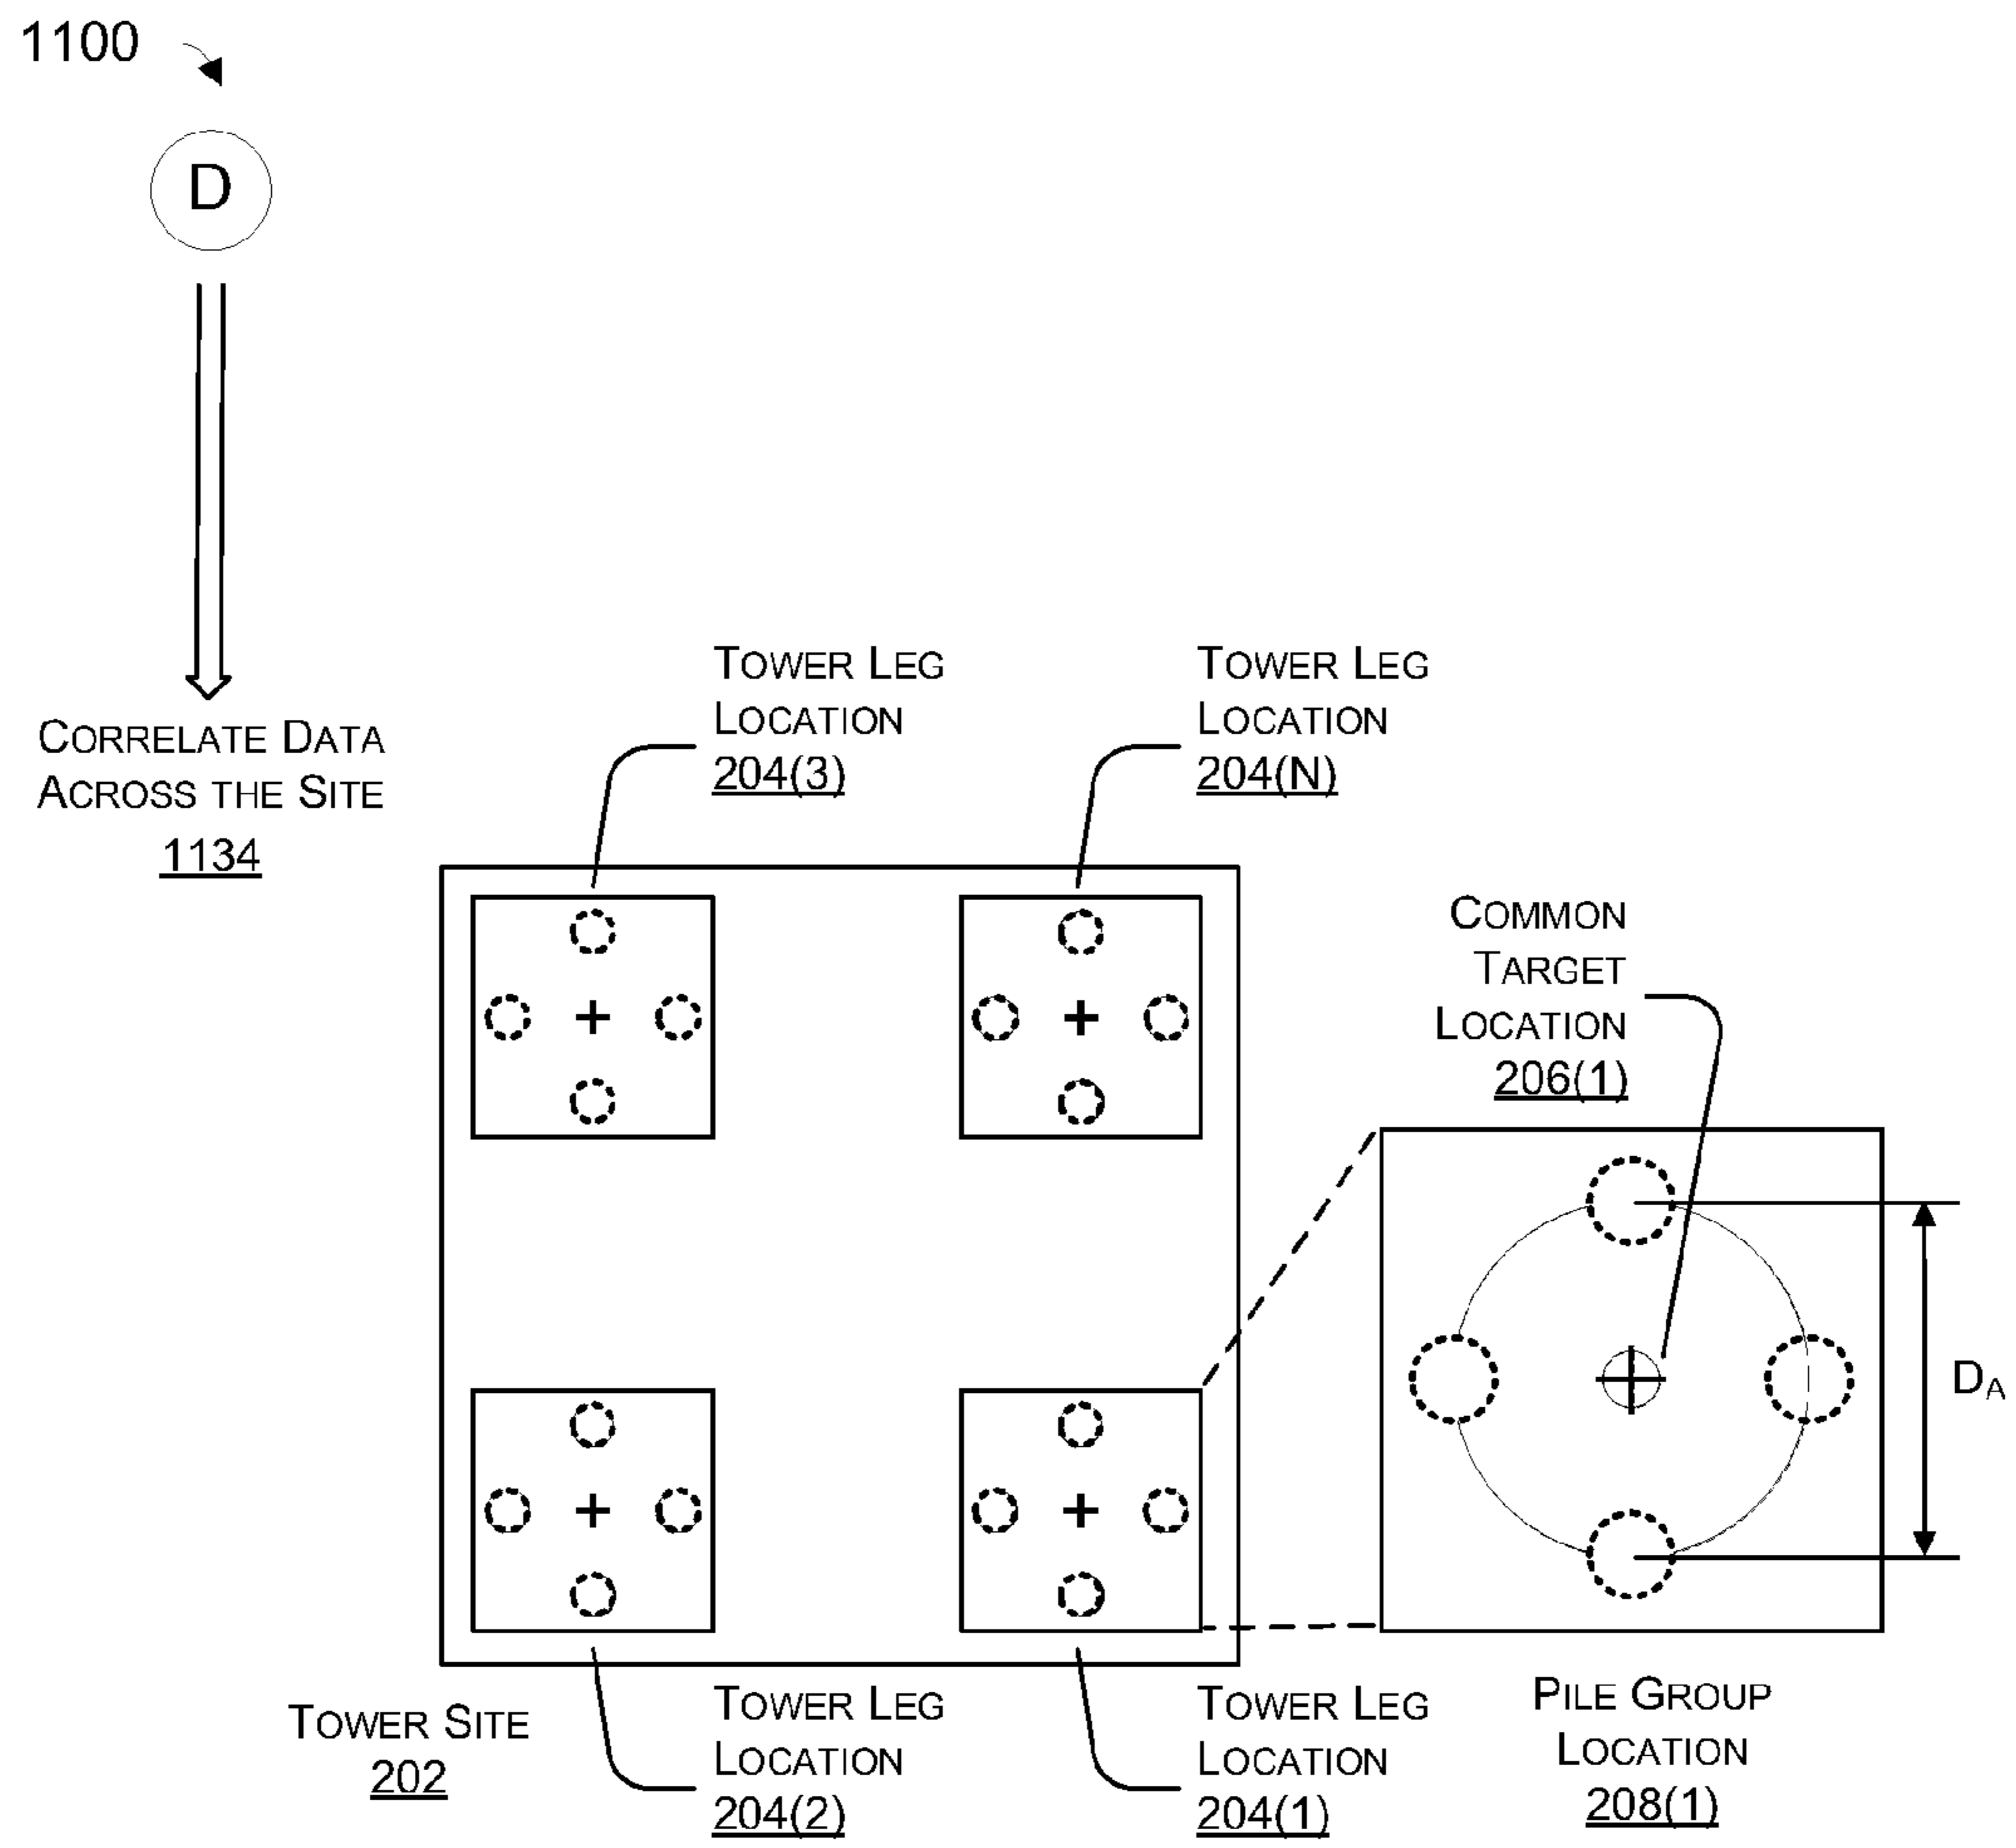 1100
D
CORRELATE DATA
ACROSS THE SITE
1134
TOWER LEG
LOCATION
204(3)
TOWER LEG
LOCATION
204(N)
COMMON
TARGET
LOCATION
206(1)
DA
TOWER SITE
202
TOWER LEG
LOCATION
204(2)
TOWER LEG
LOCATION
204(1)
PILE GROUP
LOCATION
208(1)